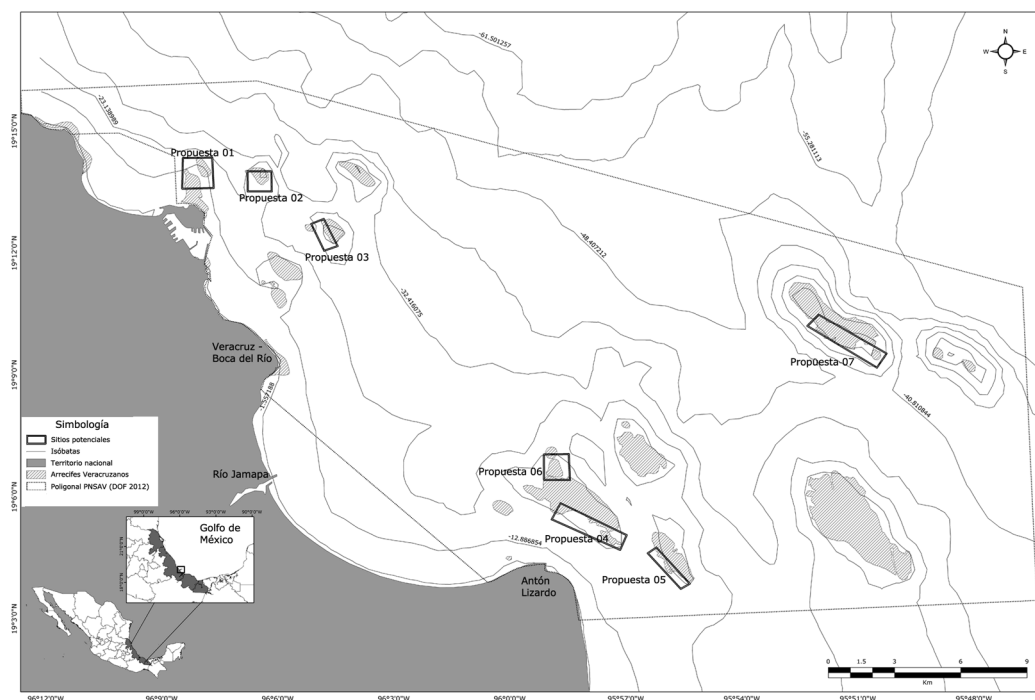 -61.501257
N
W
E
S
-23.138989
19°15'0"N
-55.281113
Propuesta 01
Propuesta 02
19°12'0"N
Propuesta 03
-48.407212
-32.416075
Veracruz -
Boca del Río
Propuesta 07
19°9'0"N
-1.557188
-40.810844
Simbología
Sitios potenciales
Isóbatas
Territorio nacional
Arrecifes Veracruzanos
Poligonal PNSAV (DOF 2012)
Propuesta 06
Río Jamapa
19°6'0"N
Golfo de
México
Propuesta 04
-12.886854
Propuesta 05
Antón
Lizardo
19°3'0"N
0 1.5 3 6 9
Km
96°12'0"W 96°9'0"W 96°6'0"W 96°3'0"W 96°0'0"W 95°57'0"W 95°54'0"W 95°51'0"W 95°48'0"W